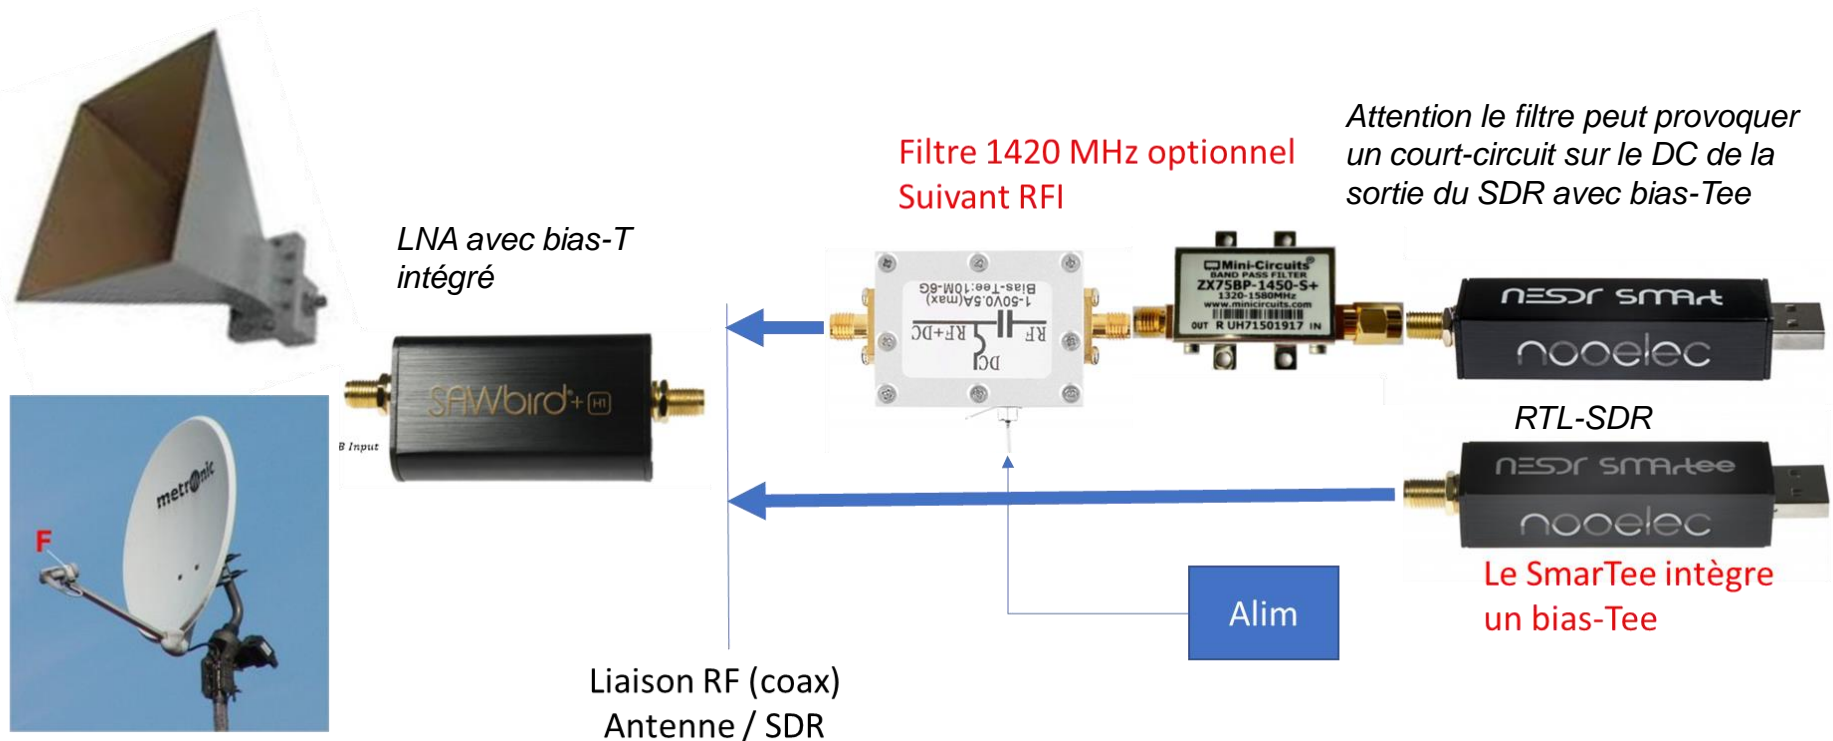 Attention le filtre peut provoquer
un court-circuit sur le DC de la
sortie du SDR avec bias-Tee
Filtre 1420 MHz optionnel
Suivant RFI
LNA avec bias-T
intégré
Bias-Tee:10M-6G
1-50V0.5A(max)
RF+DC
RF
DC
Mini-Circuits®
BAND PASS FILTER
ZX75BP-1450-S+
1320-1580MHz
www.minicircuits.com
OUT R UH71501917 IN
nesdr smart
nooelec
SAWbird®+ H1
B Input
RTL-SDR
nesdr smartee
nooelec
metronic
F
Le SmarTee intègre
un bias-Tee
Alim
Liaison RF (coax)
Antenne / SDR